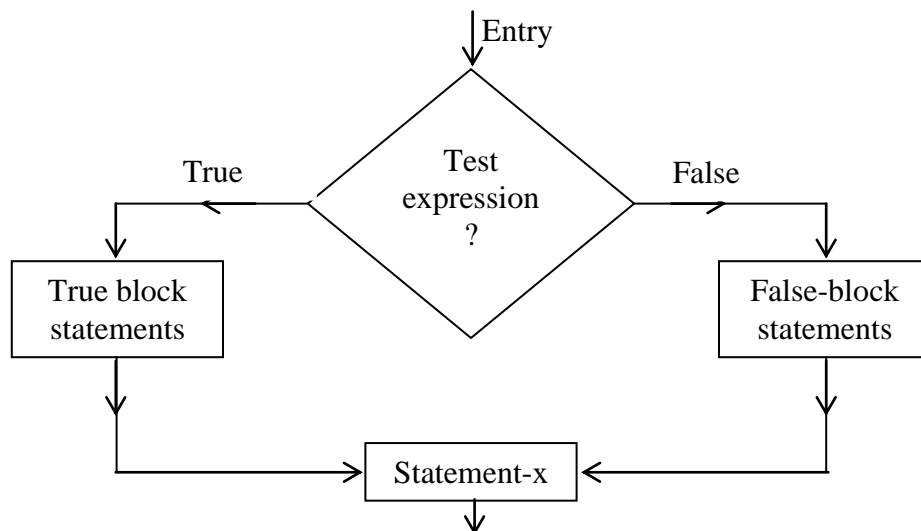 Entry
Test
expression
?
True
False
True block
statements
False-block
statements
Statement-x